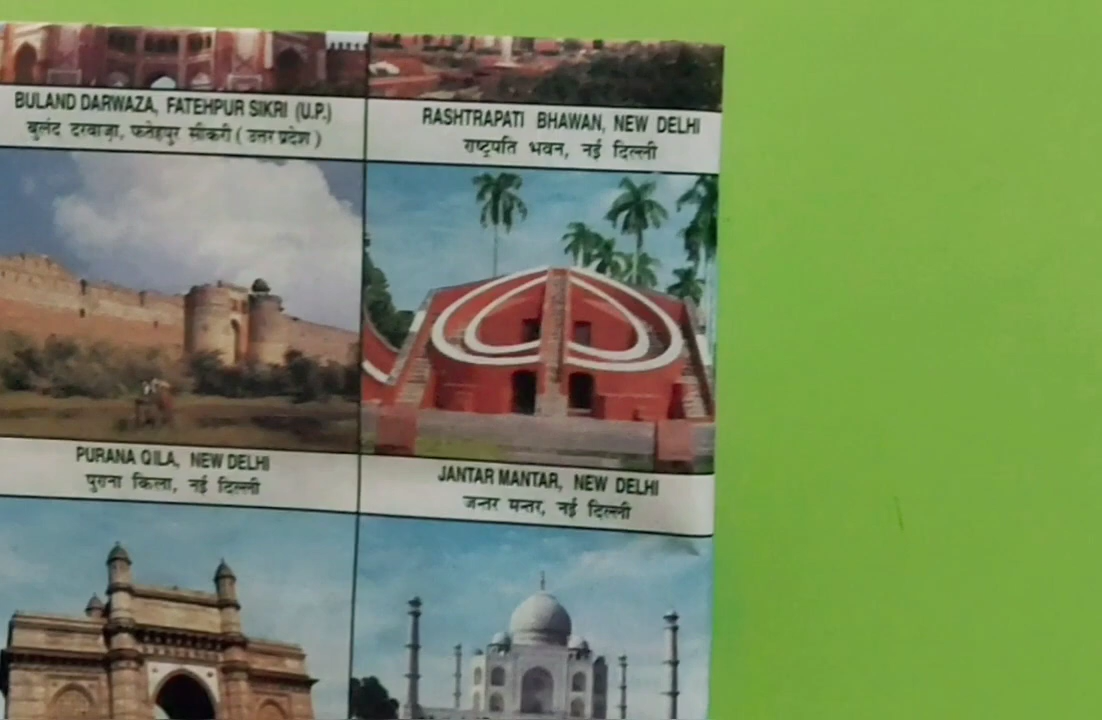 BULAND DARWAZA, FATEHPUR SIKRI (U.P.)
बुलंद दरवाज़ा, फतेहपुर सीकरी ( उत्तर प्रदेश )
RASHTRAPATI BHAWAN, NEW DELHI
राष्ट्रपति भवन, नई दिल्ली
PURANA QILA, NEW DELHI
पुराना किला, नई दिल्ली
JANTAR MANTAR, NEW DELHI
जन्तर मन्तर, नई दिल्ली